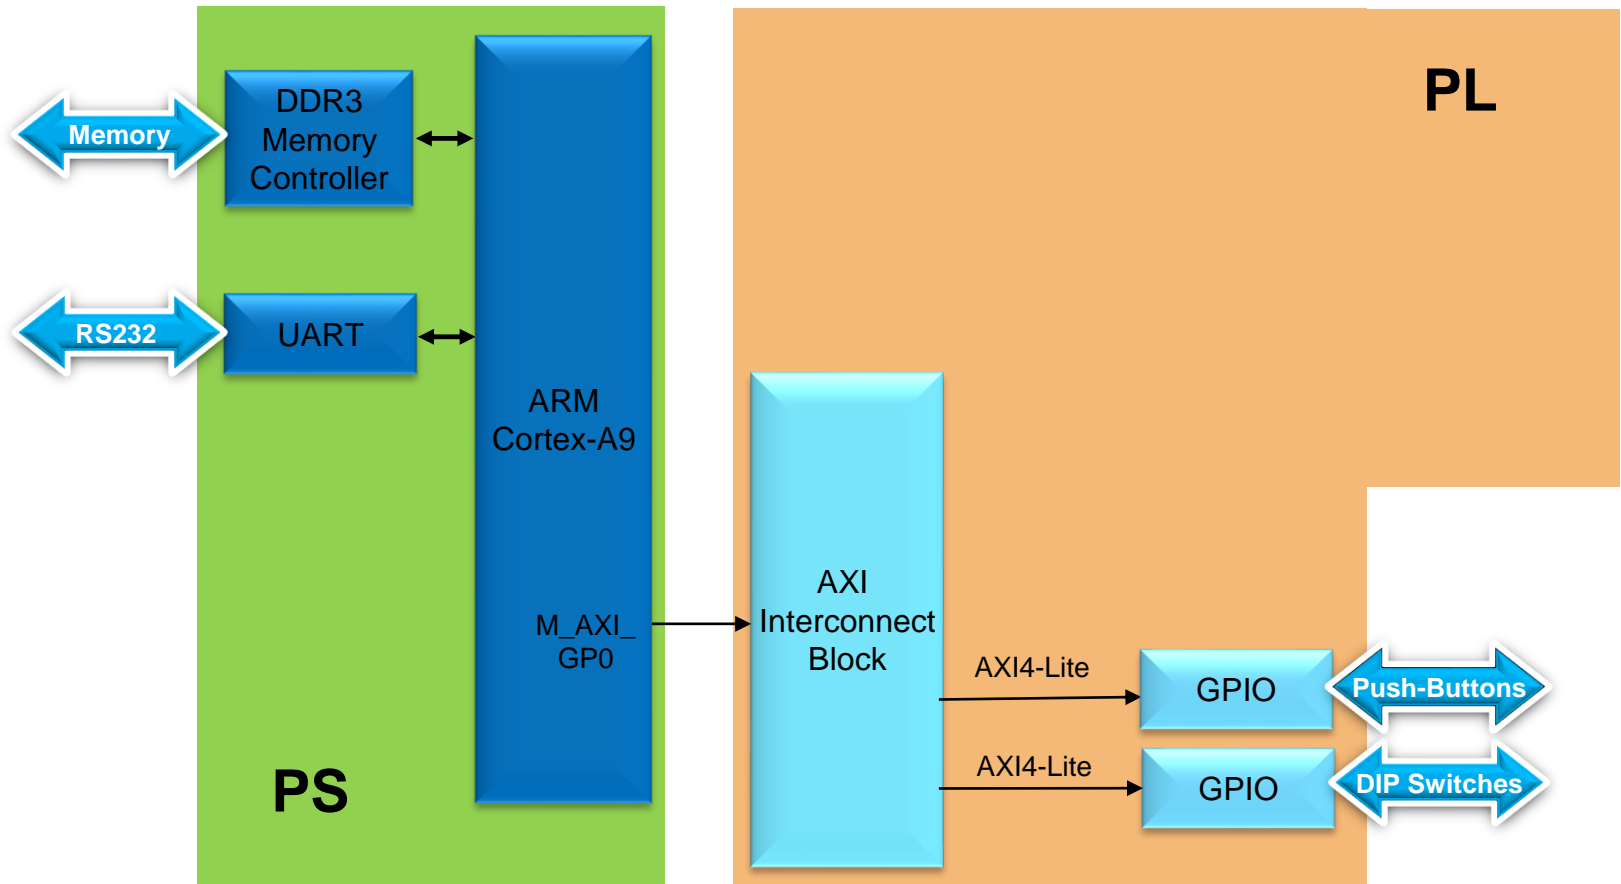 PL
DDR3
Memory
Controller
Memory
UART
RS232
ARM
Cortex-A9
M_AXI_
GP0
PS
AXI
Interconnect
Block
AXI4-Lite
GPIO
Push-Buttons
AXI4-Lite
GPIO
DIP Switches